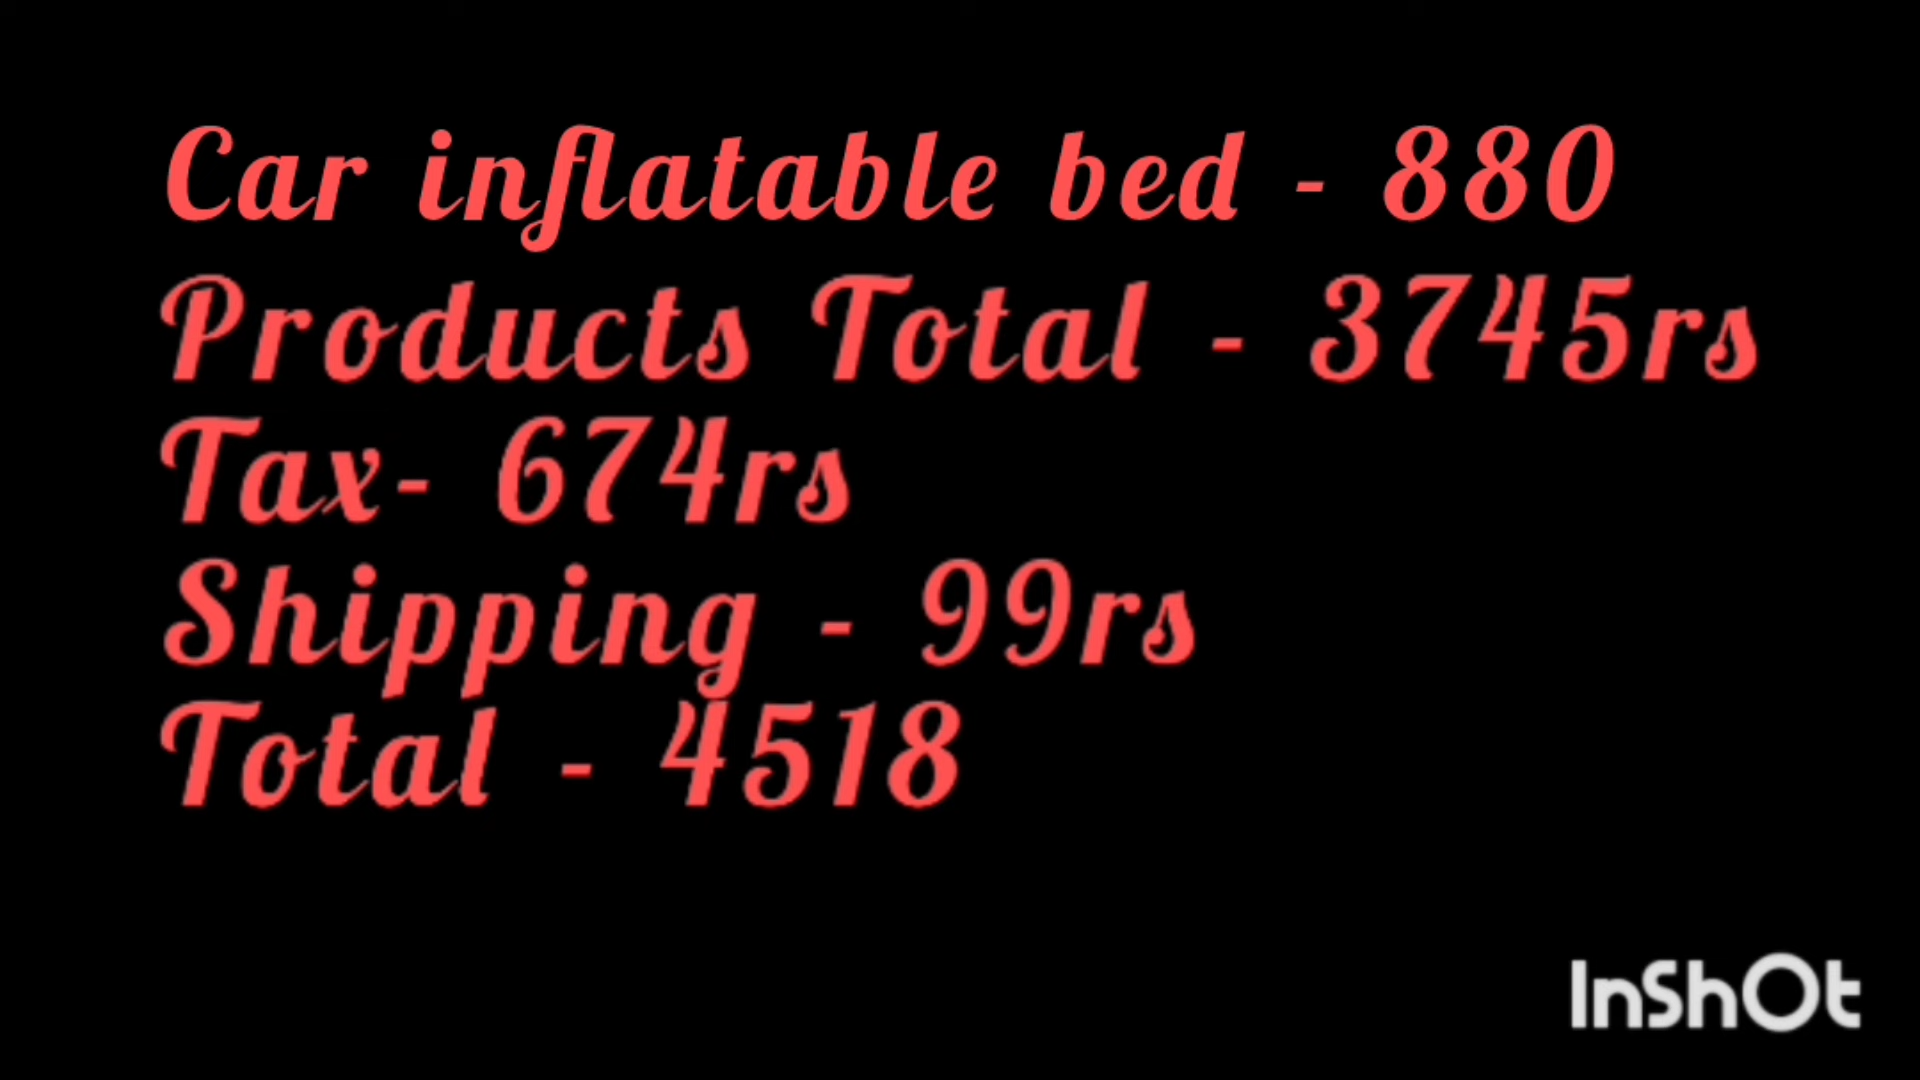 Car inflatable bed - 880
Products Total - 3745rs
Tax- 674rs
Shipping - 99rs
Total - 4518
InShOt